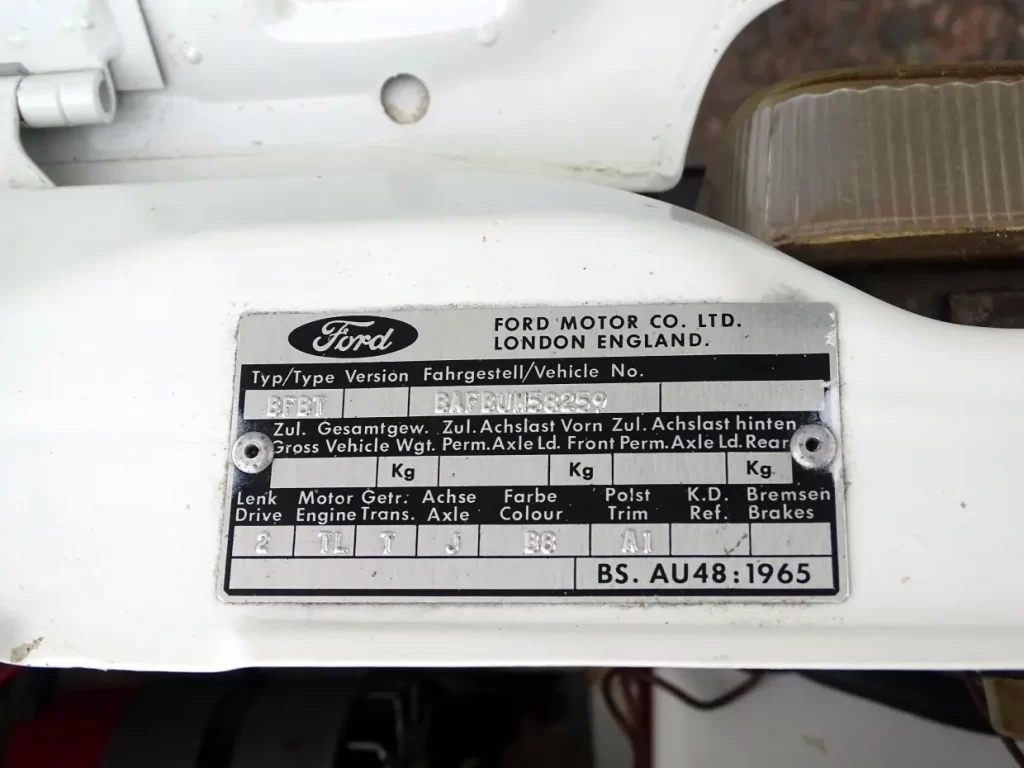 Ford
FORD MOTOR CO. LTD.
LONDON ENGLAND.
Typ/Type Version Fahrgestell/Vehicle No.
BFBT BAFBUM58259
Zul. Gesamtgew. Zul. Achslast Vorn Zul. Achslast hinten
Gross Vehicle Wgt. Perm. Axle Ld. Front Perm. Axle Ld. Rear
Kg Kg Kg
Lenk Motor Getr. Achse Farbe Polst K.D. Bremsen
Drive Engine Trans. Axle Colour Trim Ref. Brakes
2 TL T J B8 A1
BS. AU48:1965